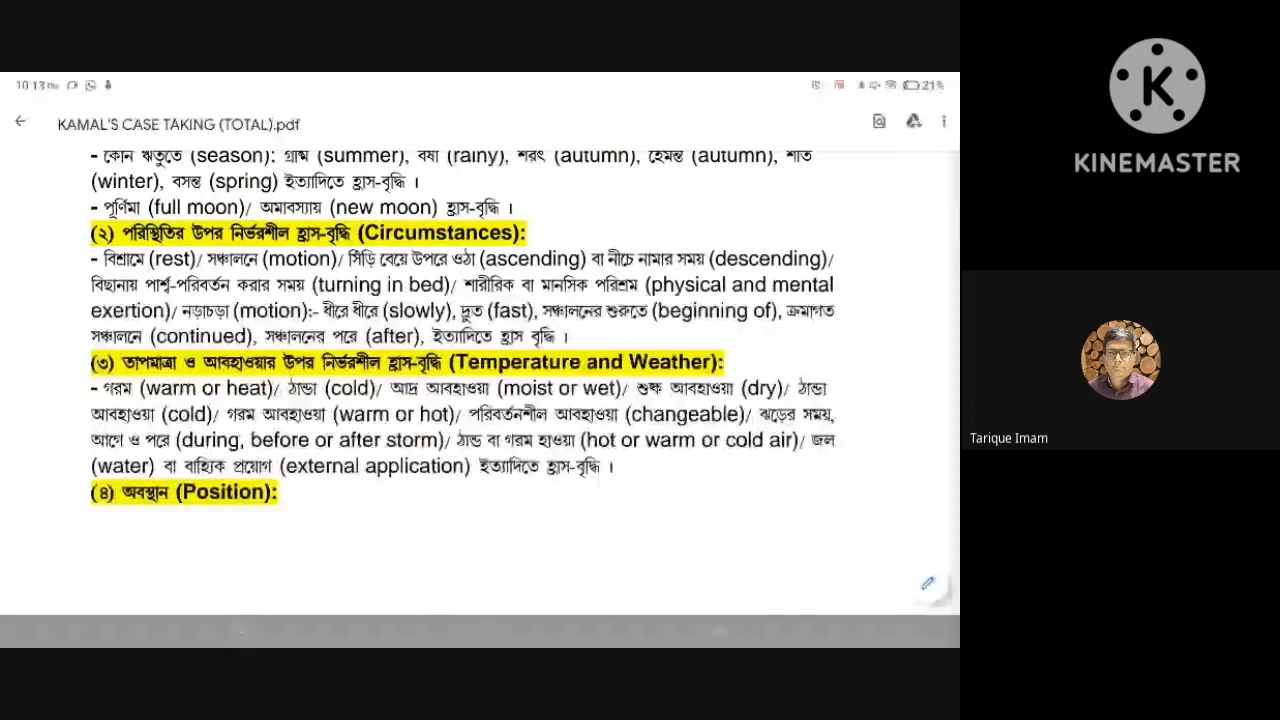 10:13 PM
21%
KAMAL'S CASE TAKING (TOTAL).pdf
- কোন ঋতুতে (season): গ্রীষ্ম (summer), বর্ষা (rainy), শরৎ (autumn), হেমন্ত (autumn), শীত
(winter), বসন্ত (spring) ইত্যাদিতে হ্রাস-বৃদ্ধি ।
- পূর্ণিমা (full moon)/ অমাবস্যায় (new moon) হ্রাস-বৃদ্ধি ।
(২) পরিস্থিতির উপর নির্ভরশীল হ্রাস-বৃদ্ধি (Circumstances):
- বিশ্রামে (rest)/ সঞ্চালনে (motion)/ সিঁড়ি বেয়ে উপরে ওঠা (ascending) বা নীচে নামার সময় (descending)/
বিছানায় পার্শ্ব-পরিবর্তন করার সময় (turning in bed)/ শারীরিক বা মানসিক পরিশ্রম (physical and mental
exertion)/ নড়াচড়া (motion):- ধীরে ধীরে (slowly), দ্রুত (fast), সঞ্চালনের শুরুতে (beginning of), ক্রমাগত
সঞ্চালনে (continued), সঞ্চালনের পরে (after), ইত্যাদিতে হ্রাস বৃদ্ধি ।
(৩) তাপমাত্রা ও আবহাওয়ার উপর নির্ভরশীল হ্রাস-বৃদ্ধি (Temperature and Weather):
- গরম (warm or heat)/ ঠান্ডা (cold)/ আদ্র আবহাওয়া (moist or wet)/ শুষ্ক আবহাওয়া (dry)/ ঠান্ডা
আবহাওয়া (cold)/ গরম আবহাওয়া (warm or hot)/ পরিবর্তনশীল আবহাওয়া (changeable)/ ঝড়ের সময়,
আগে ও পরে (during, before or after storm)/ ঠান্ড বা গরম হাওয়া (hot or warm or cold air)/ জল
(water) বা বাহ্যিক প্রয়োগ (external application) ইত্যাদিতে হ্রাস-বৃদ্ধি ।
(৪) অবস্থান (Position):
K
KINEMASTER
Tarique Imam